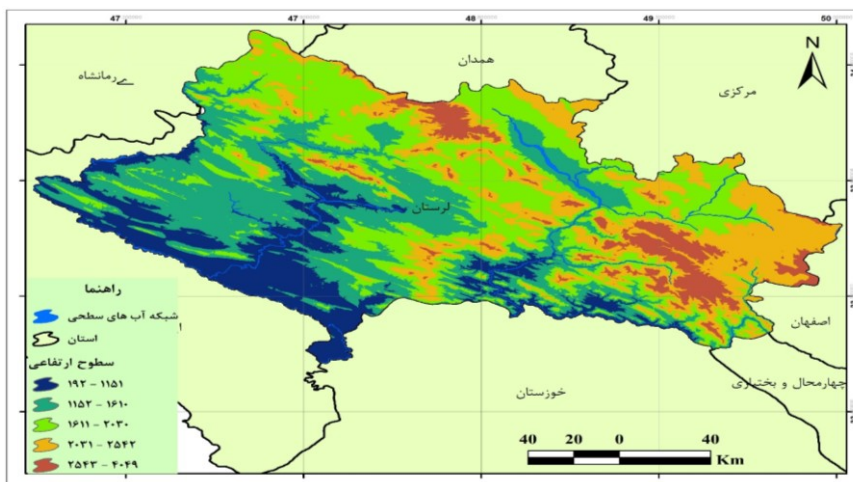 47 47 48 49 50
همدان
N
ے‌رمانشاه
مرکزی
لرستان
راهنما
شبکه آب های سطحی
استان
سطوح ارتفاعی
۱۹۲ - ۱۱۵۱
۱۱۵۲ - ۱۶۱۰
۱۶۱۱ - ۲۰۳۰
۲۰۳۱ - ۲۵۴۲
۲۵۴۳ - ۴۰۴۹
اصفهان
چهارمحال و بختیاری
خوزستان
40 20 0 40
Km